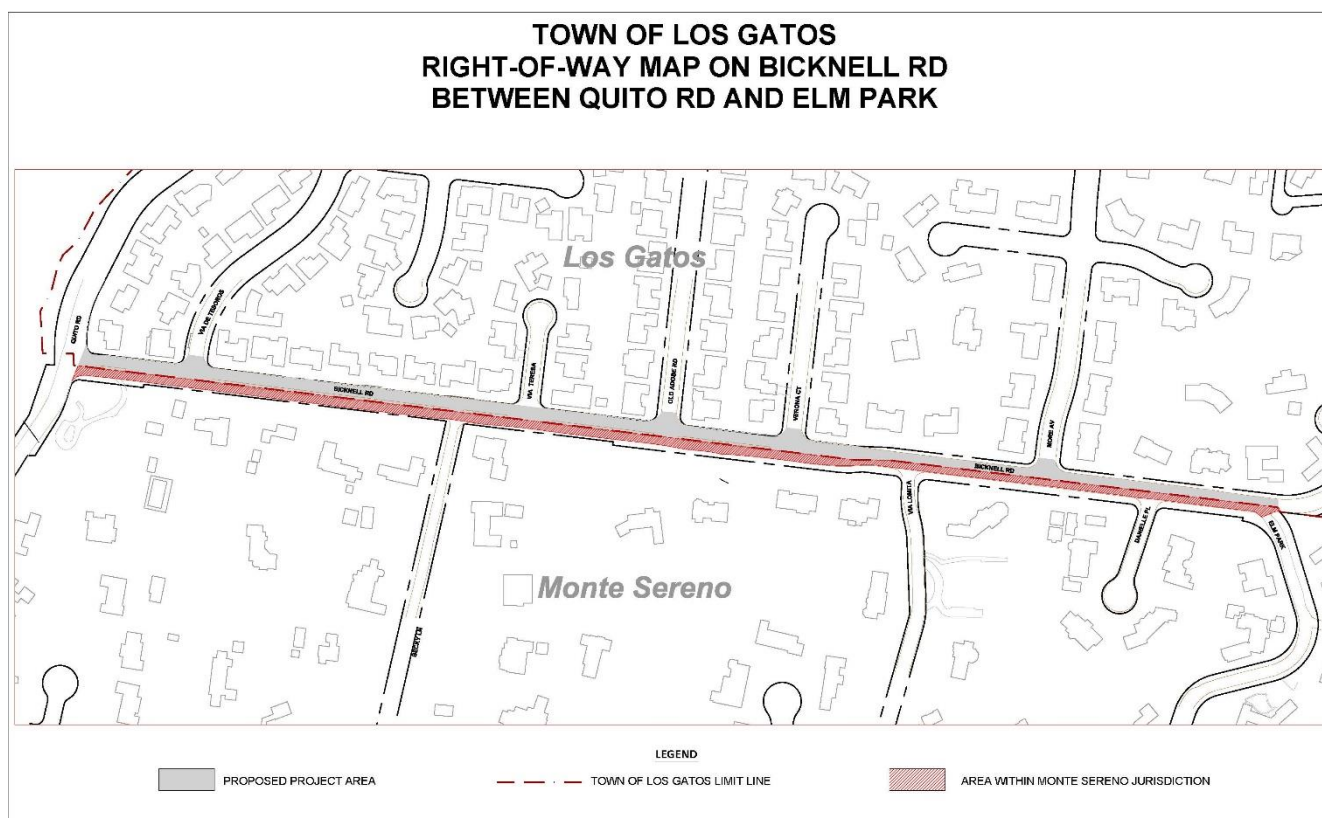 TOWN OF LOS GATOS
RIGHT-OF-WAY MAP ON BICKNELL RD
BETWEEN QUITO RD AND ELM PARK
Los Gatos
QUITO RD
VIA DE TESOROS
BICKNELL RD
VIA TERESA
OLD ADOBE RD
VERONA CT
MORE AV
BICKNELL RD
VIA LOMITA
DANIELLE PL
ELM PARK
Monte Sereno
BECKY LN
LEGEND
PROPOSED PROJECT AREA
TOWN OF LOS GATOS LIMIT LINE
AREA WITHIN MONTE SERENO JURISDICTION